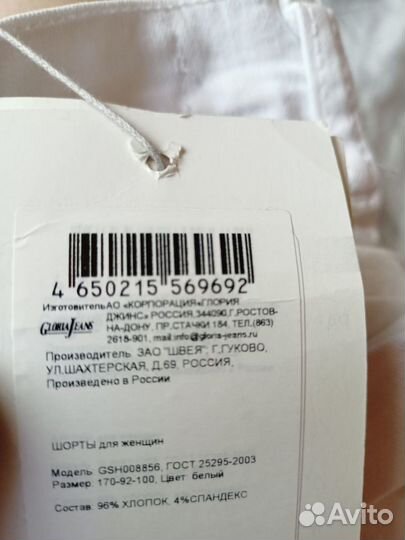 4 650215 569692
Изготовитель АО «КОРПОРАЦИЯ«ГЛОРИЯ
ДЖИНС» РОССИЯ,344090,Г.РОСТОВ-
GLORIA JEANS
НА-ДОНУ, ПР.СТАЧКИ 184, ТЕЛ.(863)
2618-901, mail:info@gloria-jeans.ru
Производитель ЗАО "ШВЕЯ", Г.ГУКОВО,
УЛ.ШАХТЕРСКАЯ, Д.69, РОССИЯ,
Произведено в России
ШОРТЫ для женщин
Модель: GSH008856, ГОСТ 25295-2003
Размер: 170-92-100, Цвет: белый
Состав: 96% ХЛОПОК, 4%СПАНДЕКС
Avito